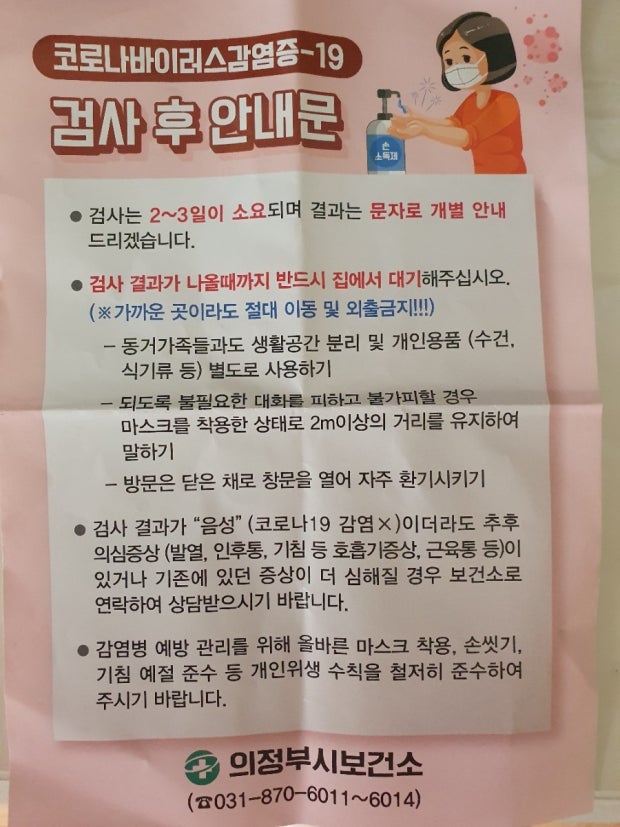 코로나바이러스감염증-19
검사 후 안내문
손
소독제
● 검사는 2~3일이 소요되며 결과는 문자로 개별 안내
드리겠습니다.
● 검사 결과가 나올때까지 반드시 집에서 대기해주십시오.
(※가까운 곳이라도 절대 이동 및 외출금지!!!)
- 동거가족들과도 생활공간 분리 및 개인용품 (수건,
식기류 등) 별도로 사용하기
- 되도록 불필요한 대화를 피하고 불가피할 경우
마스크를 착용한 상태로 2m이상의 거리를 유지하여
말하기
- 방문은 닫은 채로 창문을 열어 자주 환기시키기
● 검사 결과가 “음성” (코로나19 감염×)이더라도 추후
의심증상 (발열, 인후통, 기침 등 호흡기증상, 근육통 등)이
있거나 기존에 있던 증상이 더 심해질 경우 보건소로
연락하여 상담받으시기 바랍니다.
● 감염병 예방 관리를 위해 올바른 마스크 착용, 손씻기,
기침 예절 준수 등 개인위생 수칙을 철저히 준수하여
주시기 바랍니다.
의정부시보건소
(☎031-870-6011~6014)